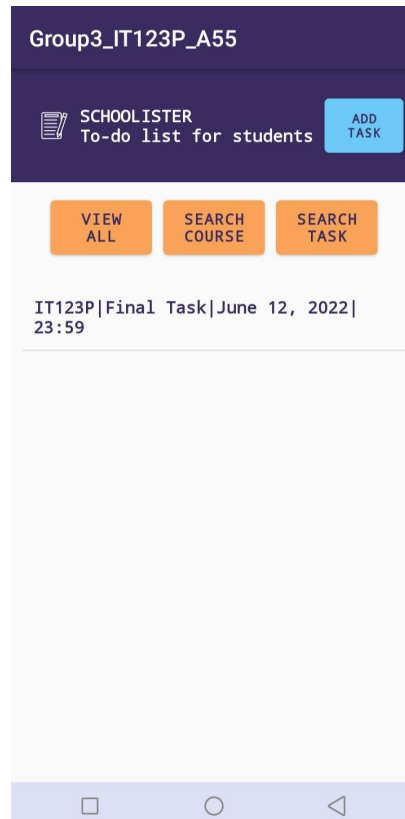 Group3_IT123P_A55
SCHOOLISTER
To-do list for students
ADD
TASK
VIEW
ALL
SEARCH
COURSE
SEARCH
TASK
IT123P|Final Task|June 12, 2022|
23:59